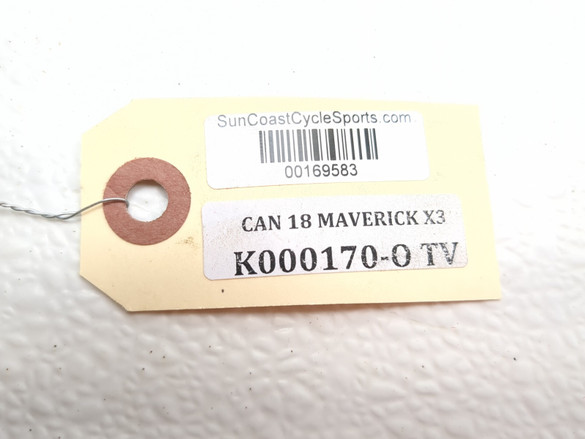 SunCoastCycleSports.com
00169583
CAN 18 MAVERICK X3
K000170-O TV